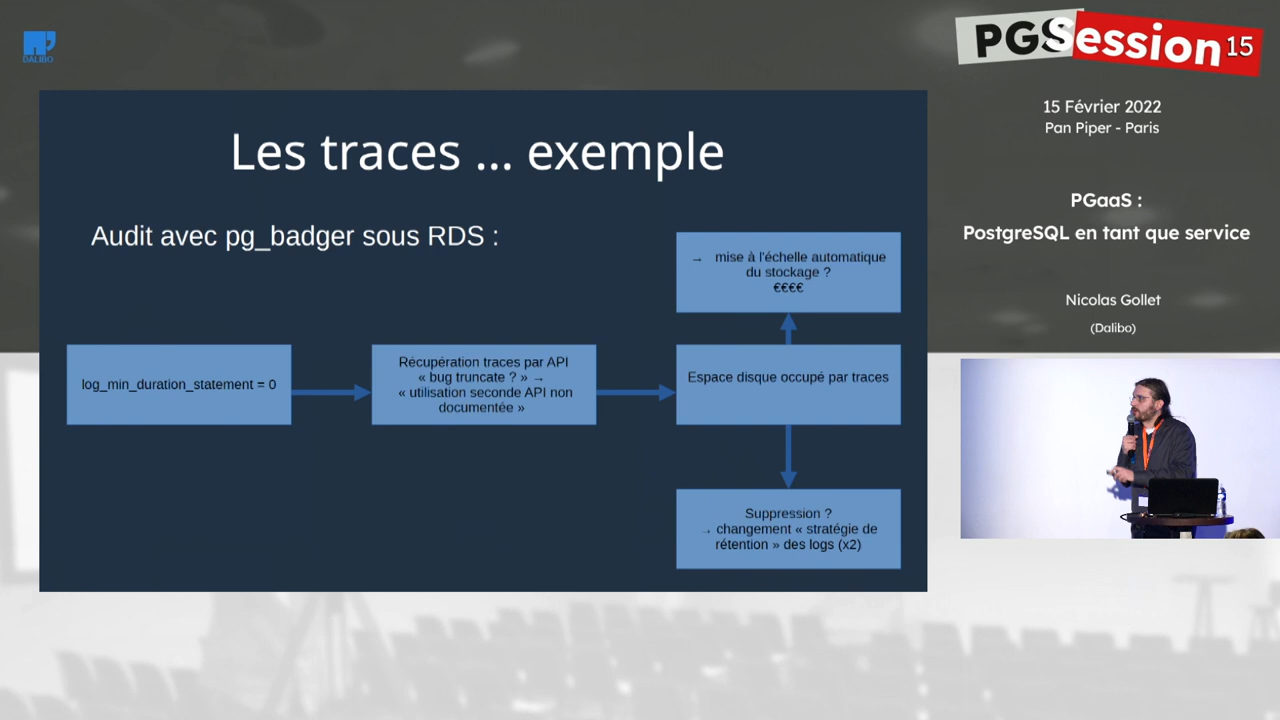 DALIBO
PGSession 15
15 Février 2022
Pan Piper - Paris
PGaaS :
PostgreSQL en tant que service
Nicolas Gollet
(Dalibo)
Les traces ... exemple
Audit avec pg_badger sous RDS :
log_min_duration_statement = 0
Récupération traces par API
« bug truncate ? » →
« utilisation seconde API non
documentée »
→ mise à l'échelle automatique
du stockage ?
€€€€
Espace disque occupé par traces
Suppression ?
→ changement « stratégie de
rétention » des logs (x2)